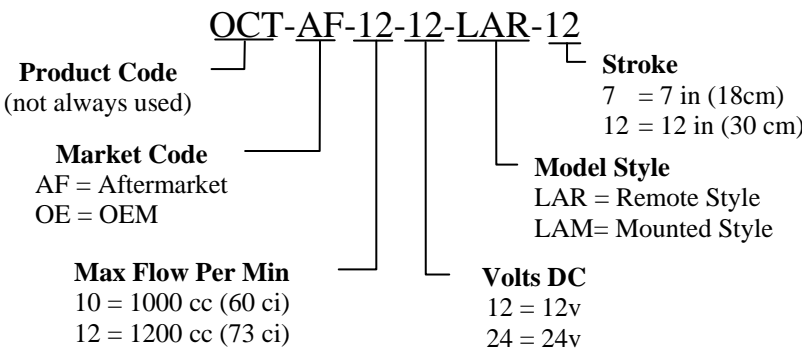 OCT-AF-12-12-LAR-12
Product Code
(not always used)
Stroke
7 = 7 in (18cm)
12 = 12 in (30 cm)
Market Code
AF = Aftermarket
OE = OEM
Model Style
LAR = Remote Style
LAM= Mounted Style
Max Flow Per Min
10 = 1000 cc (60 ci)
12 = 1200 cc (73 ci)
Volts DC
12 = 12v
24 = 24v